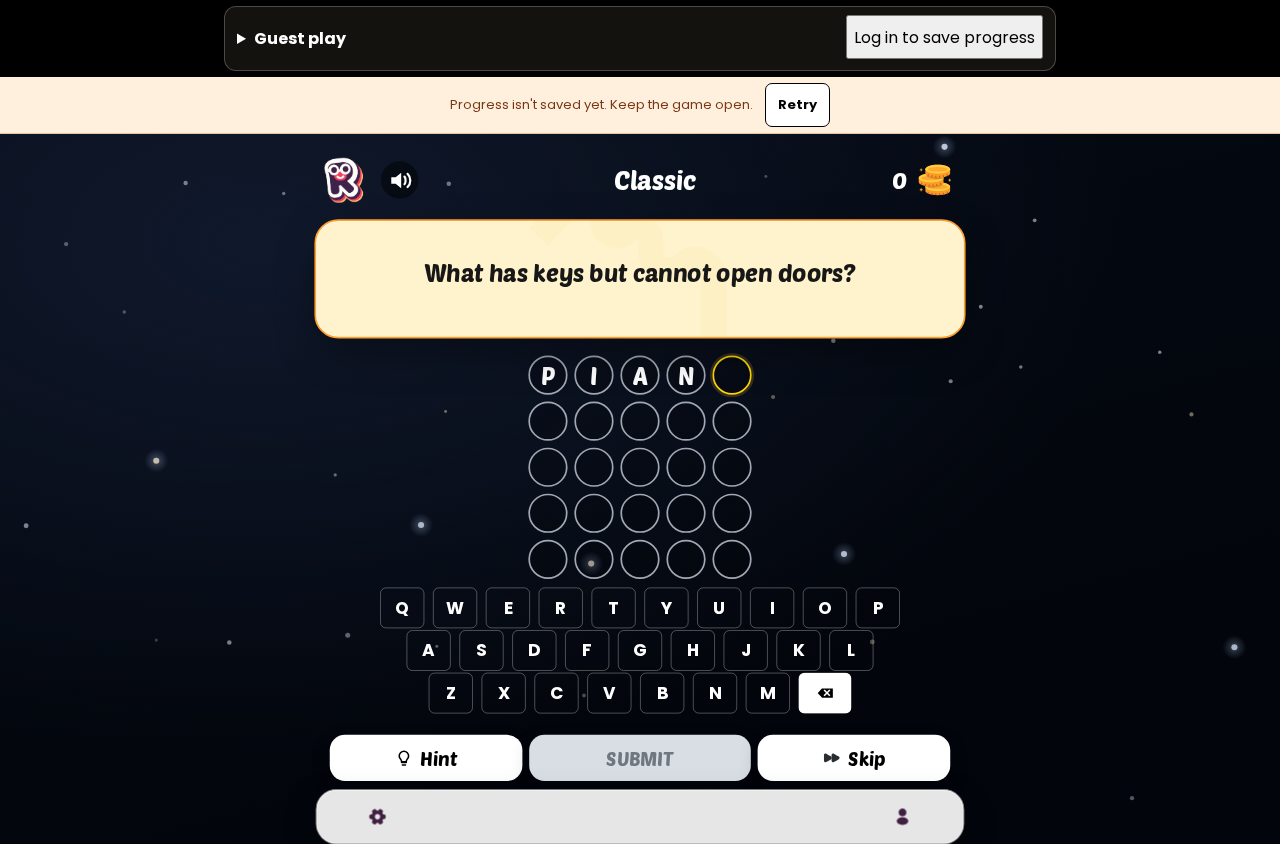 Guest play
Log in to save progress
Progress isn't saved yet. Keep the game open.
Retry
Classic
0
What has keys but cannot open doors?
P I A N
Q W E R T Y U I O P
A S D F G H J K L
Z X C V B N M
Hint
SUBMIT
Skip